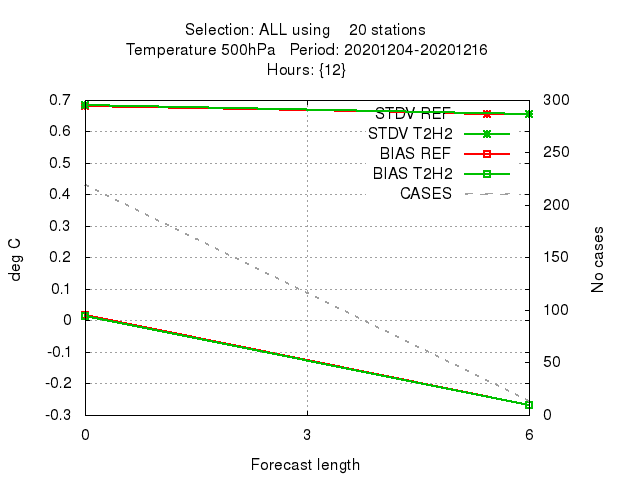 Selection: ALL using    20 stations
Temperature 500hPa   Period: 20201204-20201216
Hours: {12}
0.7
0.6
0.5
0.4
0.3
0.2
0.1
0
-0.1
-0.2
-0.3
deg C
STDV REF
STDV T2H2
BIAS REF
BIAS T2H2
CASES
300
250
200
150
100
50
0
No cases
0 3 6
Forecast length